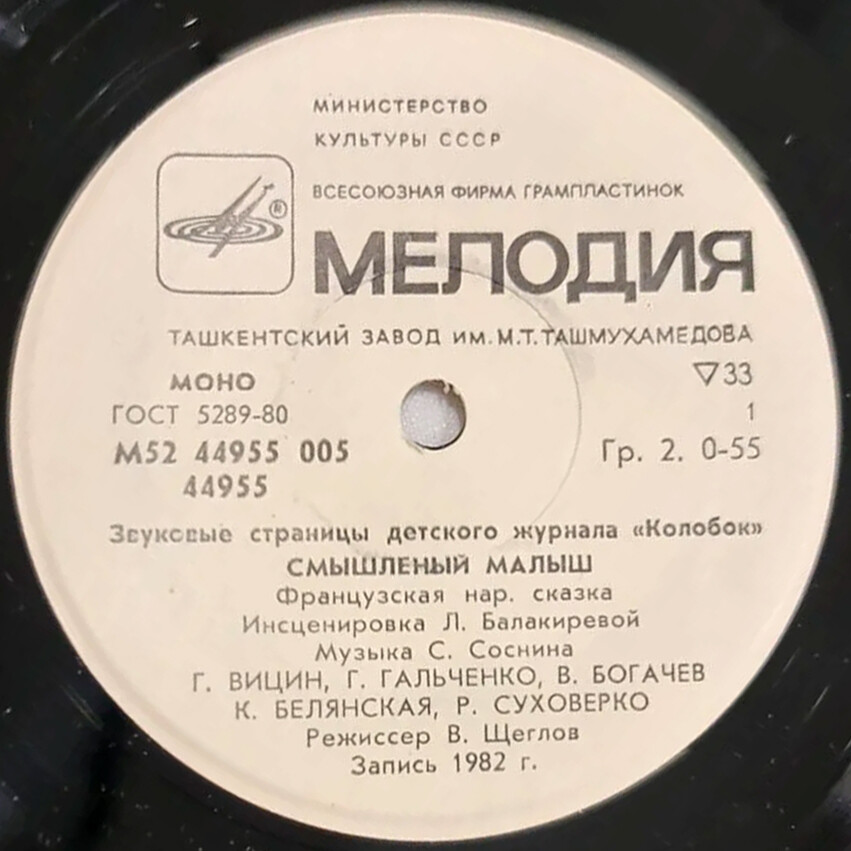 МИНИСТЕРСТВО
КУЛЬТУРЫ СССР
ВСЕСОЮЗНАЯ ФИРМА ГРАМПЛАСТИНОК
®
МЕЛОДИЯ
ТАШКЕНТСКИЙ ЗАВОД ИМ. М.Т. ТАШМУХАМЕДОВА
МОНО ▽33
ГОСТ 5289-80 1
М52 44955 005 Гр. 2. 0-55
44955
Звуковые страницы детского журнала «Колобок»
СМЫШЛЕНЫЙ МАЛЫШ
Французская нар. сказка
Инсценировка Л. Балакиревой
Музыка С. Соснина
Г. ВИЦИН, Г. ГАЛЬЧЕНКО, В. БОГАЧЕВ
К. БЕЛЯНСКАЯ, Р. СУХОВЕРКО
Режиссер В. Щеглов
Запись 1982 г.